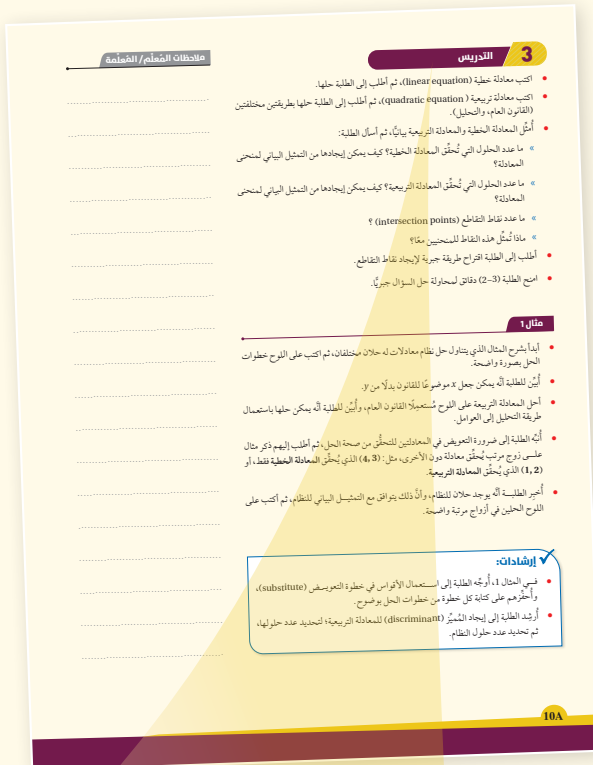 3 التدريس
ملاحظات المُعلِّم/ المُعلِّمة
• اكتب معادلة خطية (linear equation)، ثم أطلب إلى الطلبة حلها.
• اكتب معادلة تربيعية (quadratic equation)، ثم أطلب إلى الطلبة حلها بطريقتين مختلفتين
(القانون العام، والتحليل).
• أُمثِّل المعادلة الخطية والمعادلة التربيعية بيانيًّا، ثم أسأل الطلبة:
» ما عدد الحلول التي تُحقِّق المعادلة الخطية؟ كيف يمكن إيجادها من التمثيل البياني لمنحنى
المعادلة؟
» ما عدد الحلول التي تُحقِّق المعادلة التربيعية؟ كيف يمكن إيجادها من التمثيل البياني لمنحنى
المعادلة؟
» ما عدد نقاط التقاطع (intersection points) ؟
» ماذا تُمثِّل هذه النقاط للمنحنيين معًا؟
• أطلب إلى الطلبة اقتراح طريقة جبرية لإيجاد نقاط التقاطع.
• امنح الطلبة (3–2) دقائق لمحاولة حل السؤال جبريًّا.
مثال 1
• أبدأ بشرح المثال الذي يتناول حل نظام معادلات له حلان مختلفان، ثم اكتب على اللوح خطوات
الحل بصورة واضحة.
• أُبيِّن للطلبة أنَّه يمكن جعل x موضوعًا للقانون بدلًا من y.
• أحل المعادلة التربيعة على اللوح مُستعمِلًا القانون العام، وأُبيِّن للطلبة أنَّه يمكن حلها باستعمال
طريقة التحليل إلى العوامل.
• أُنبِّه الطلبة إلى ضرورة التعويض في المعادلتين للتحقُّق من صحة الحل، ثم أطلب إليهم ذكر مثال
على زوج مرتب يُحقِّق معادلة دون الأخرى، مثل: (4, 3) الذي يُحقِّق المعادلة الخطية فقط، أو
(1, 2) الذي يُحقِّق المعادلة التربيعية.
• أُخبِر الطلبة أنَّه يوجد حلان للنظام، وأنَّ ذلك يتوافق مع التمثيل البياني للنظام، ثم أكتب على
اللوح الحلين في أزواج مرتبة واضحة.
إرشادات:
• في المثال 1، أُوجِّه الطلبة إلى استعمال الأقواس في خطوة التعويض (substitute)،
وأُحفِّزهم على كتابة كل خطوة من خطوات الحل بوضوح.
• أُرشِد الطلبة إلى إيجاد المُميِّز (discriminant) للمعادلة التربيعية؛ لتحديد عدد حلولها،
ثم تحديد عدد حلول النظام.
10A